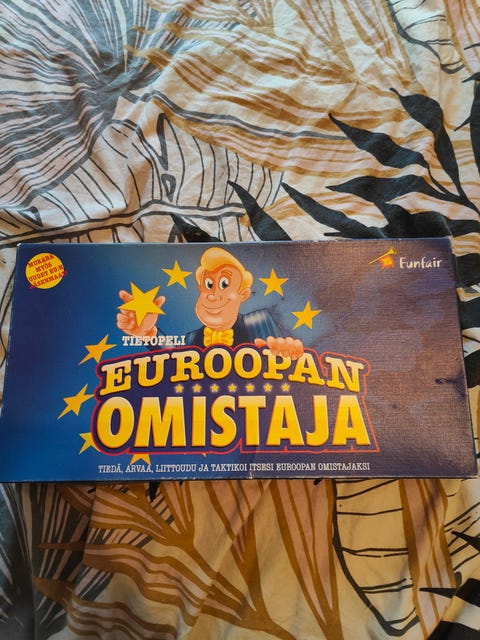 MUKANA
MYÖS
UUDET EU:N
JÄSENMAAT
Funfair
TIETOPELI
EUROOPAN
OMISTAJA
TIEDÄ, ARVAA, LIITTOUDU JA TAKTIKOI ITSESI EUROOPAN OMISTAJAKSI